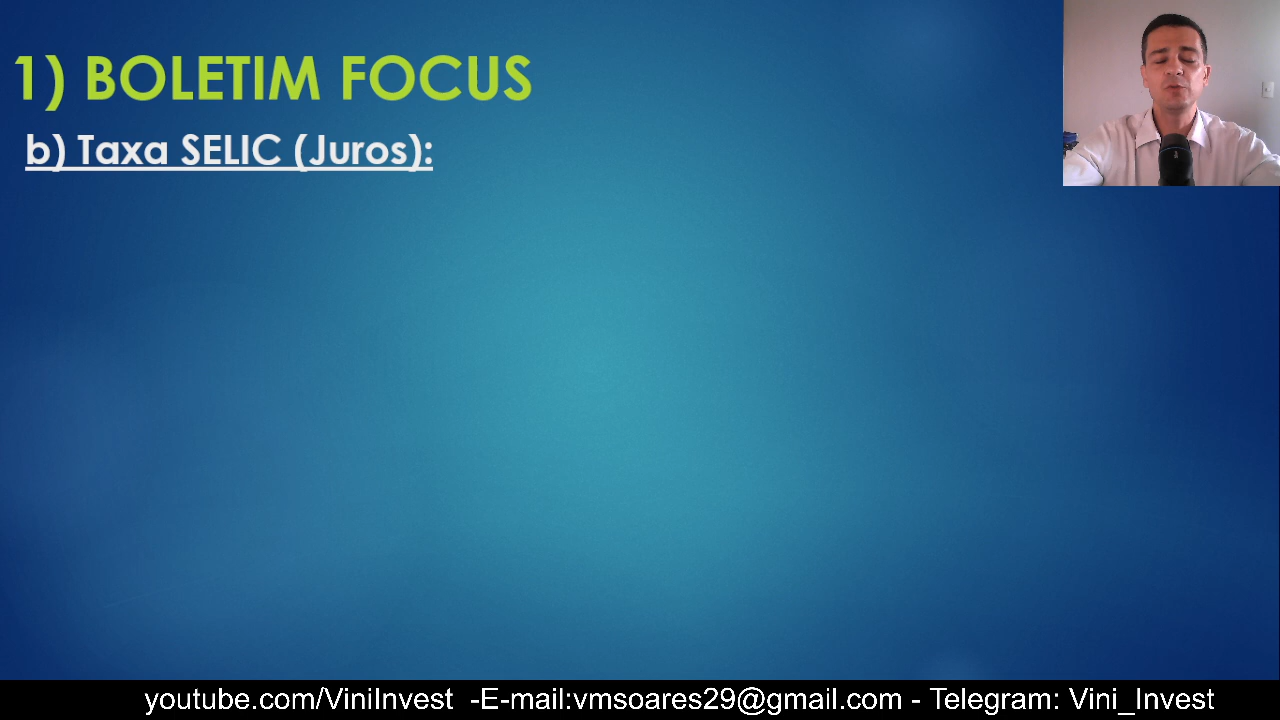 1) BOLETIM FOCUS
b) Taxa SELIC (Juros):
youtube.com/ViniInvest -E-mail:vmsoares29@gmail.com - Telegram: Vini_Invest